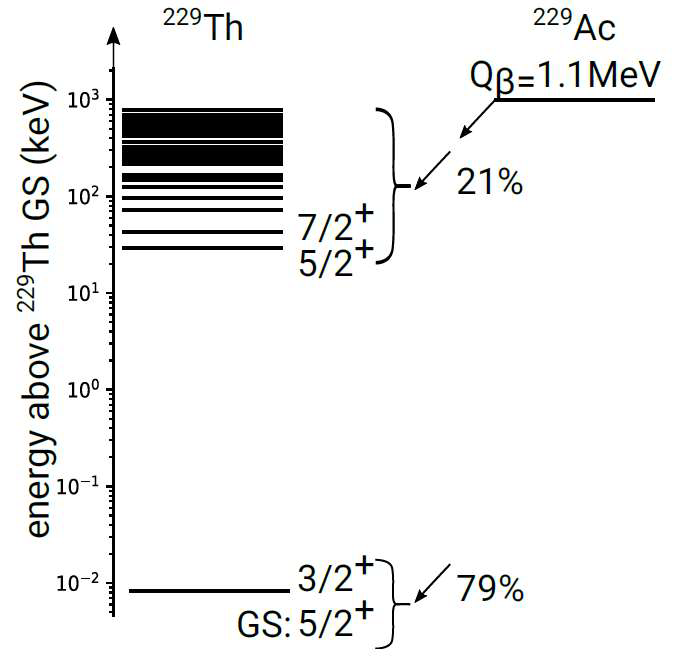 ²²⁹Th
²²⁹Ac
Qβ=1.1MeV
energy above ²²⁹Th GS (keV)
10³
10²
10¹
10⁰
10⁻¹
10⁻²
21%
7/2⁺
5/2⁺
3/2⁺
79%
GS: 5/2⁺